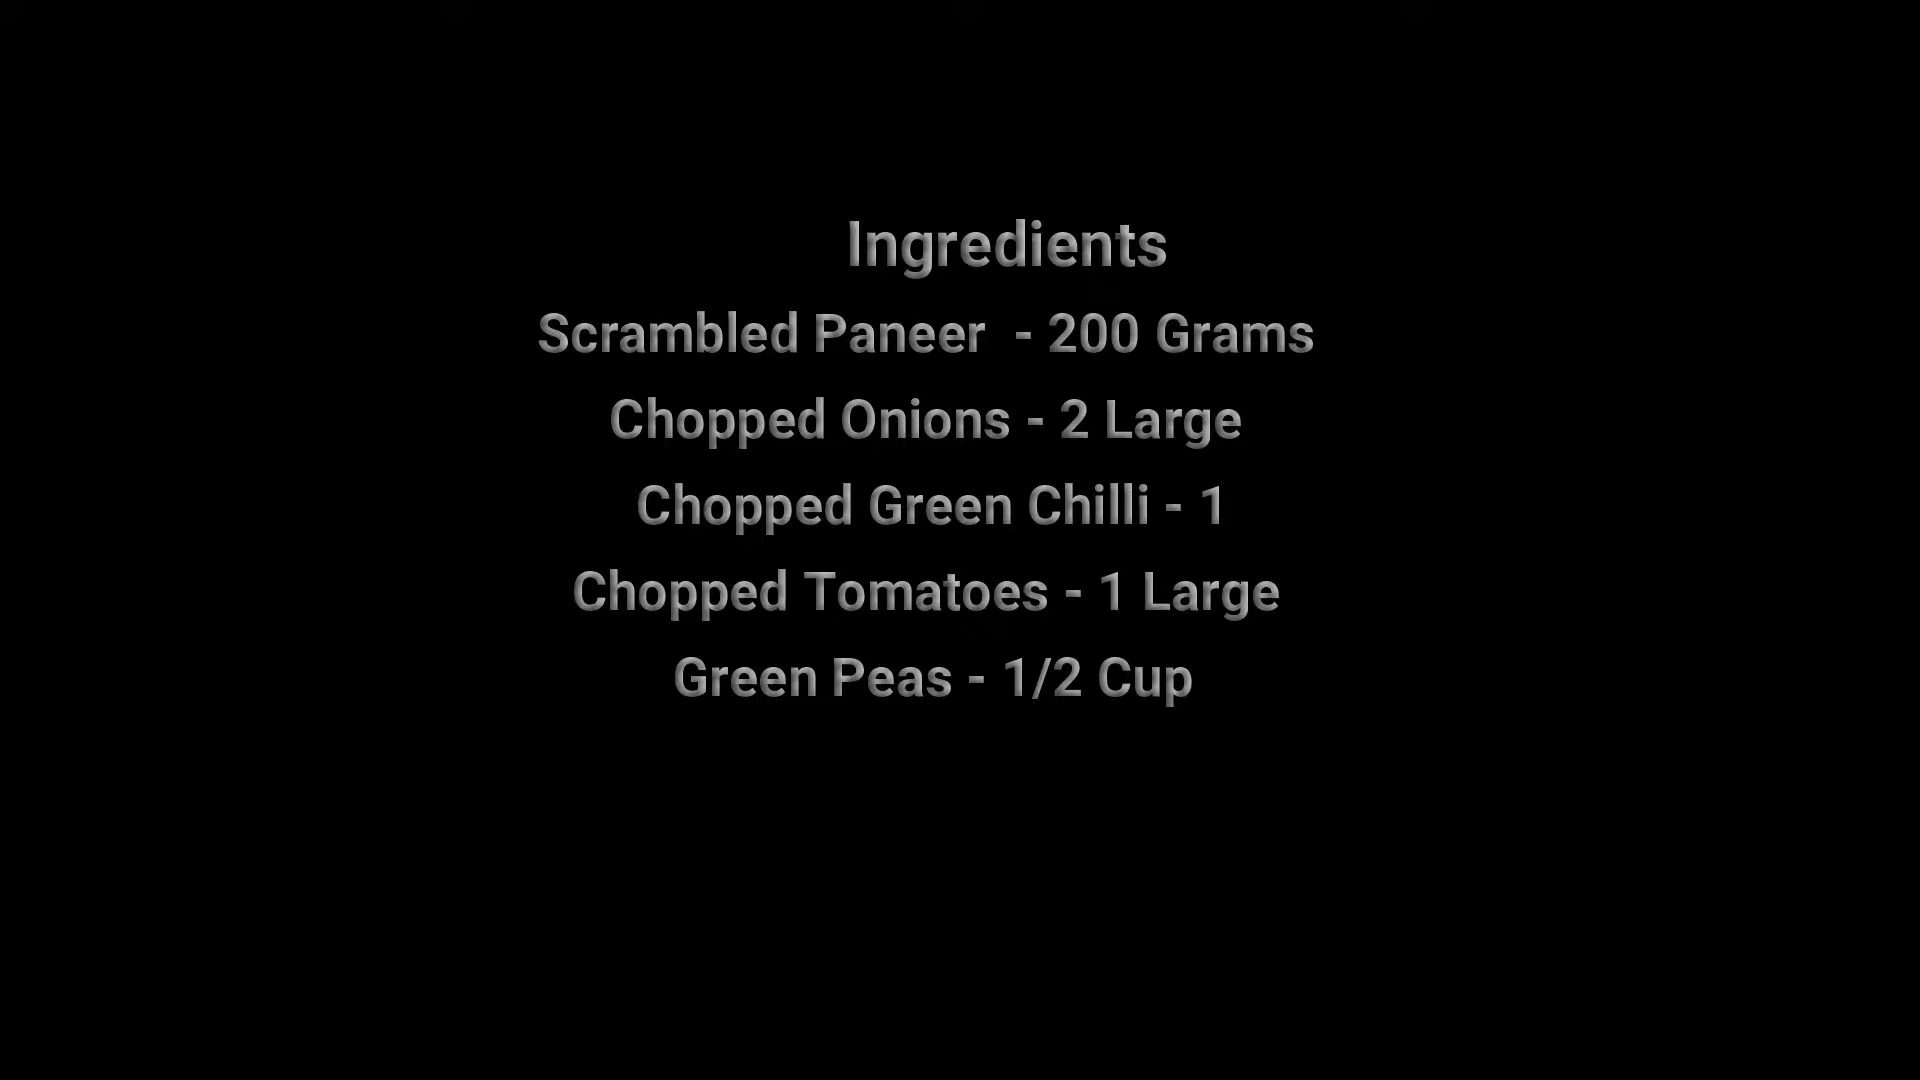 Ingredients
Scrambled Paneer  - 200 Grams
Chopped Onions - 2 Large
Chopped Green Chilli - 1
Chopped Tomatoes - 1 Large
Green Peas - 1/2 Cup